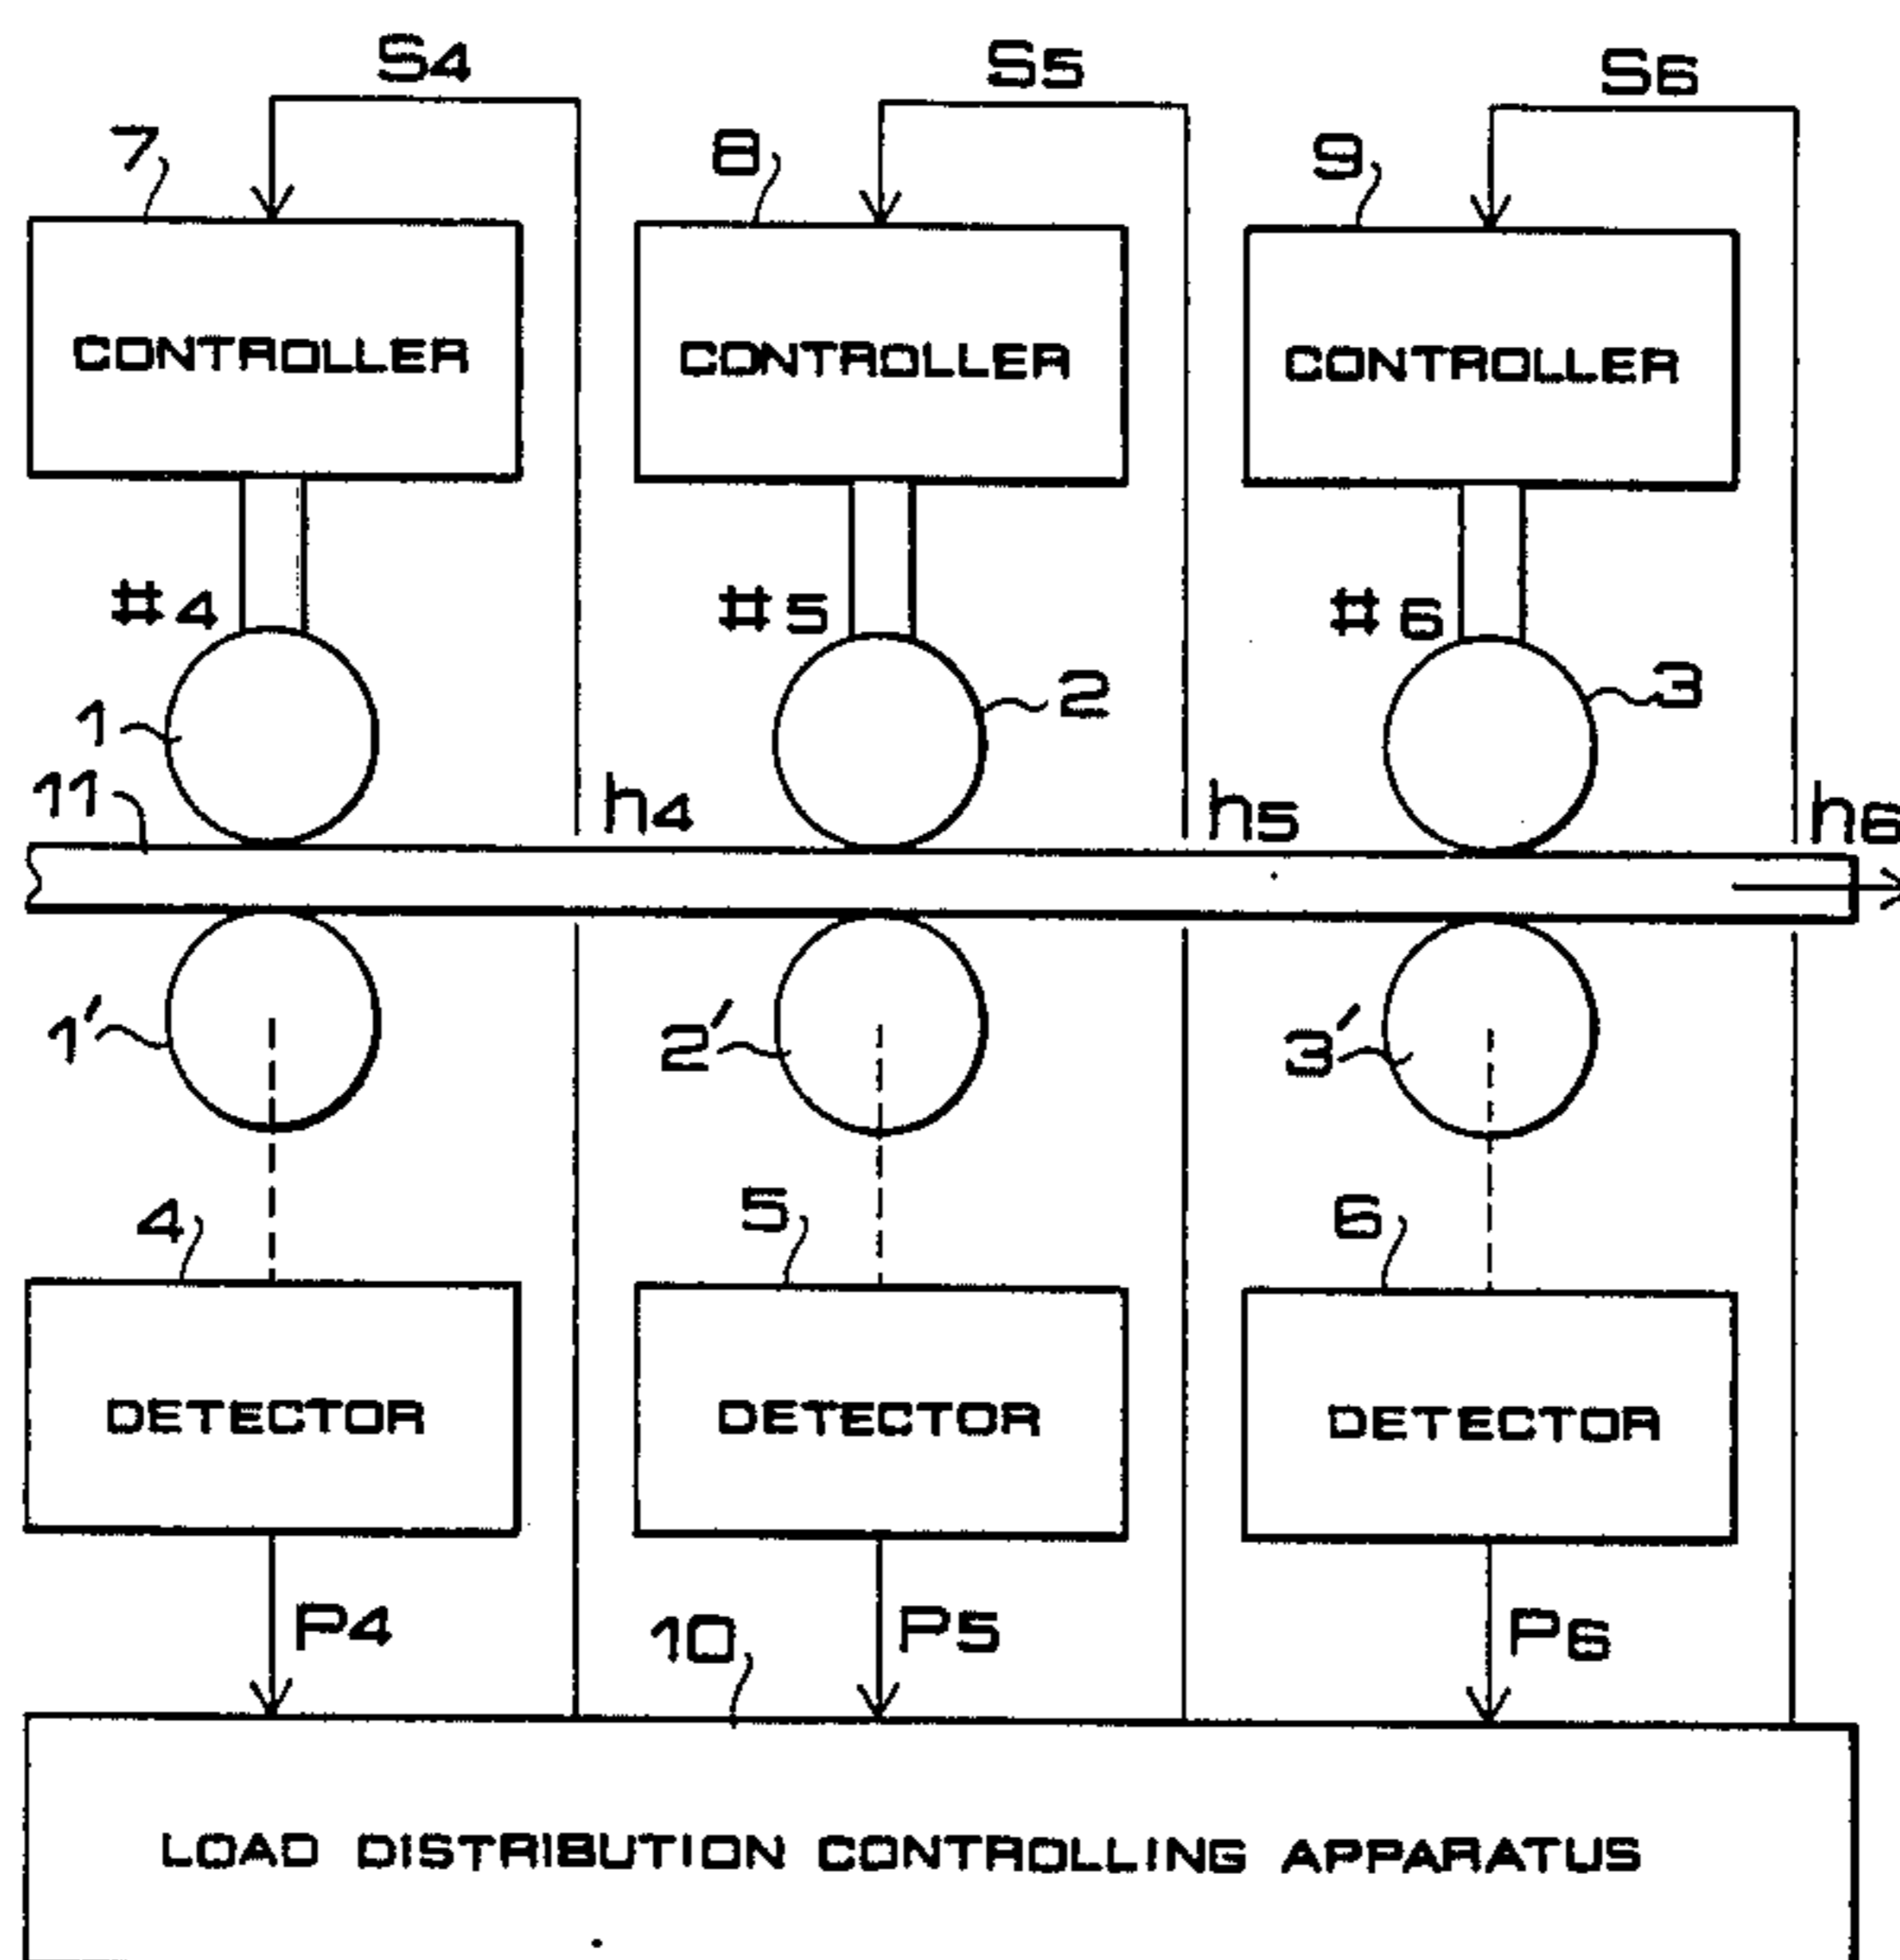 S4 S5 S6
7 8 9
CONTROLLER CONTROLLER CONTROLLER
#4 #5 #6
1 2 3
11 h4 h5 h6
1' 2' 3'
4 5 6
DETECTOR DETECTOR DETECTOR
P4 10 P5 P6
LOAD DISTRIBUTION CONTROLLING APPARATUS